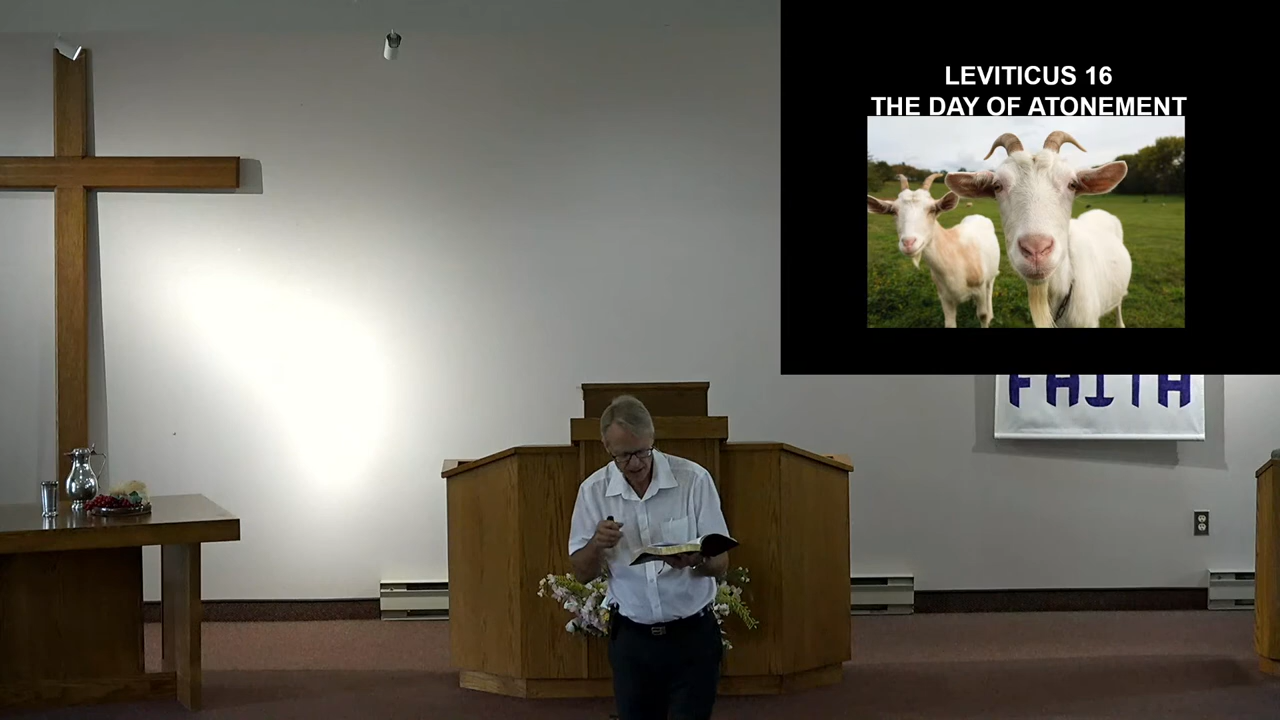 LEVITICUS 16
THE DAY OF ATONEMENT
FAITH